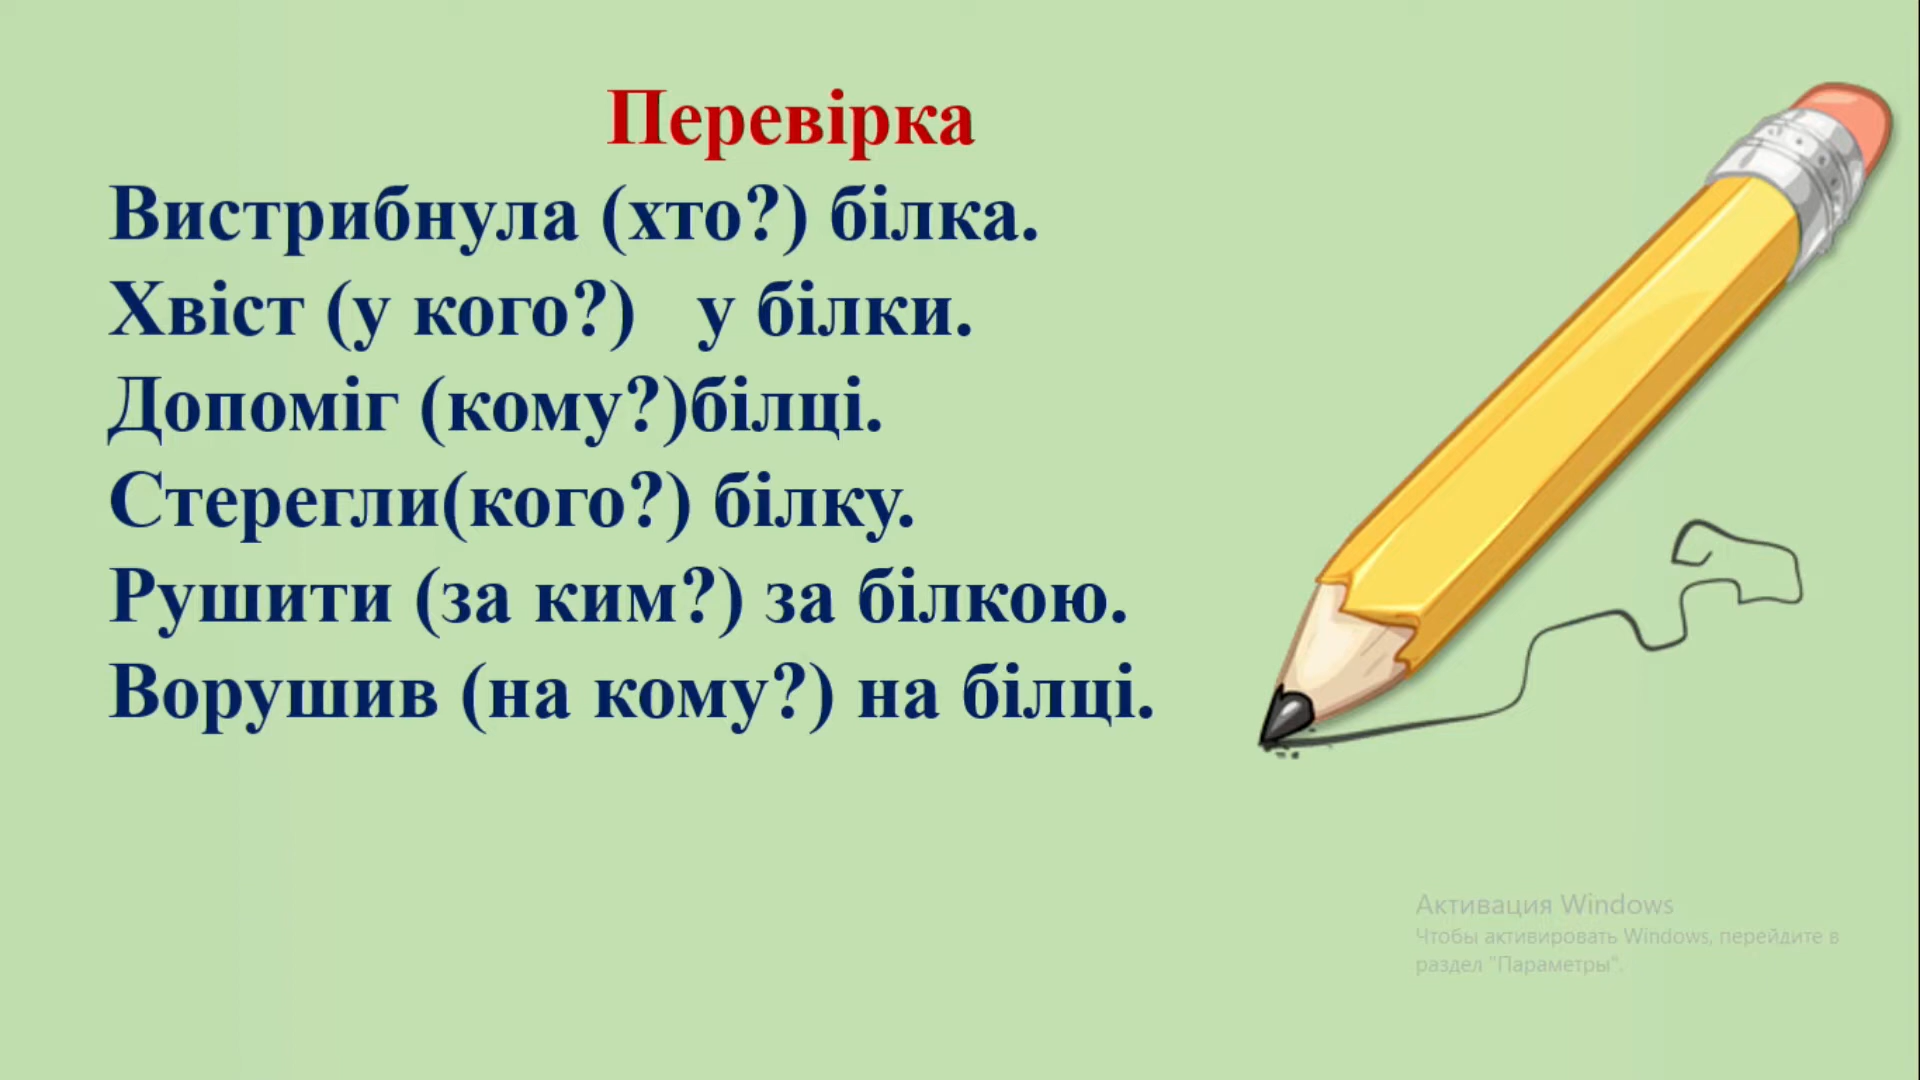 Перевірка
Вистрибнула (хто?) білка.
Хвіст (у кого?) у білки.
Допоміг (кому?)білці.
Стерегли(кого?) білку.
Рушити (за ким?) за білкою.
Ворушив (на кому?) на білці.
Активация Windows
Чтобы активировать Windows, перейдите в
раздел "Параметры".